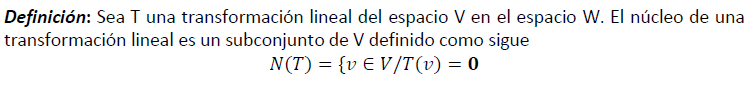 Definición: Sea T una transformación lineal del espacio V en el espacio W. El núcleo de una
transformación lineal es un subconjunto de V definido como sigue
N(T) = {v ∈ V/T(v) = 0